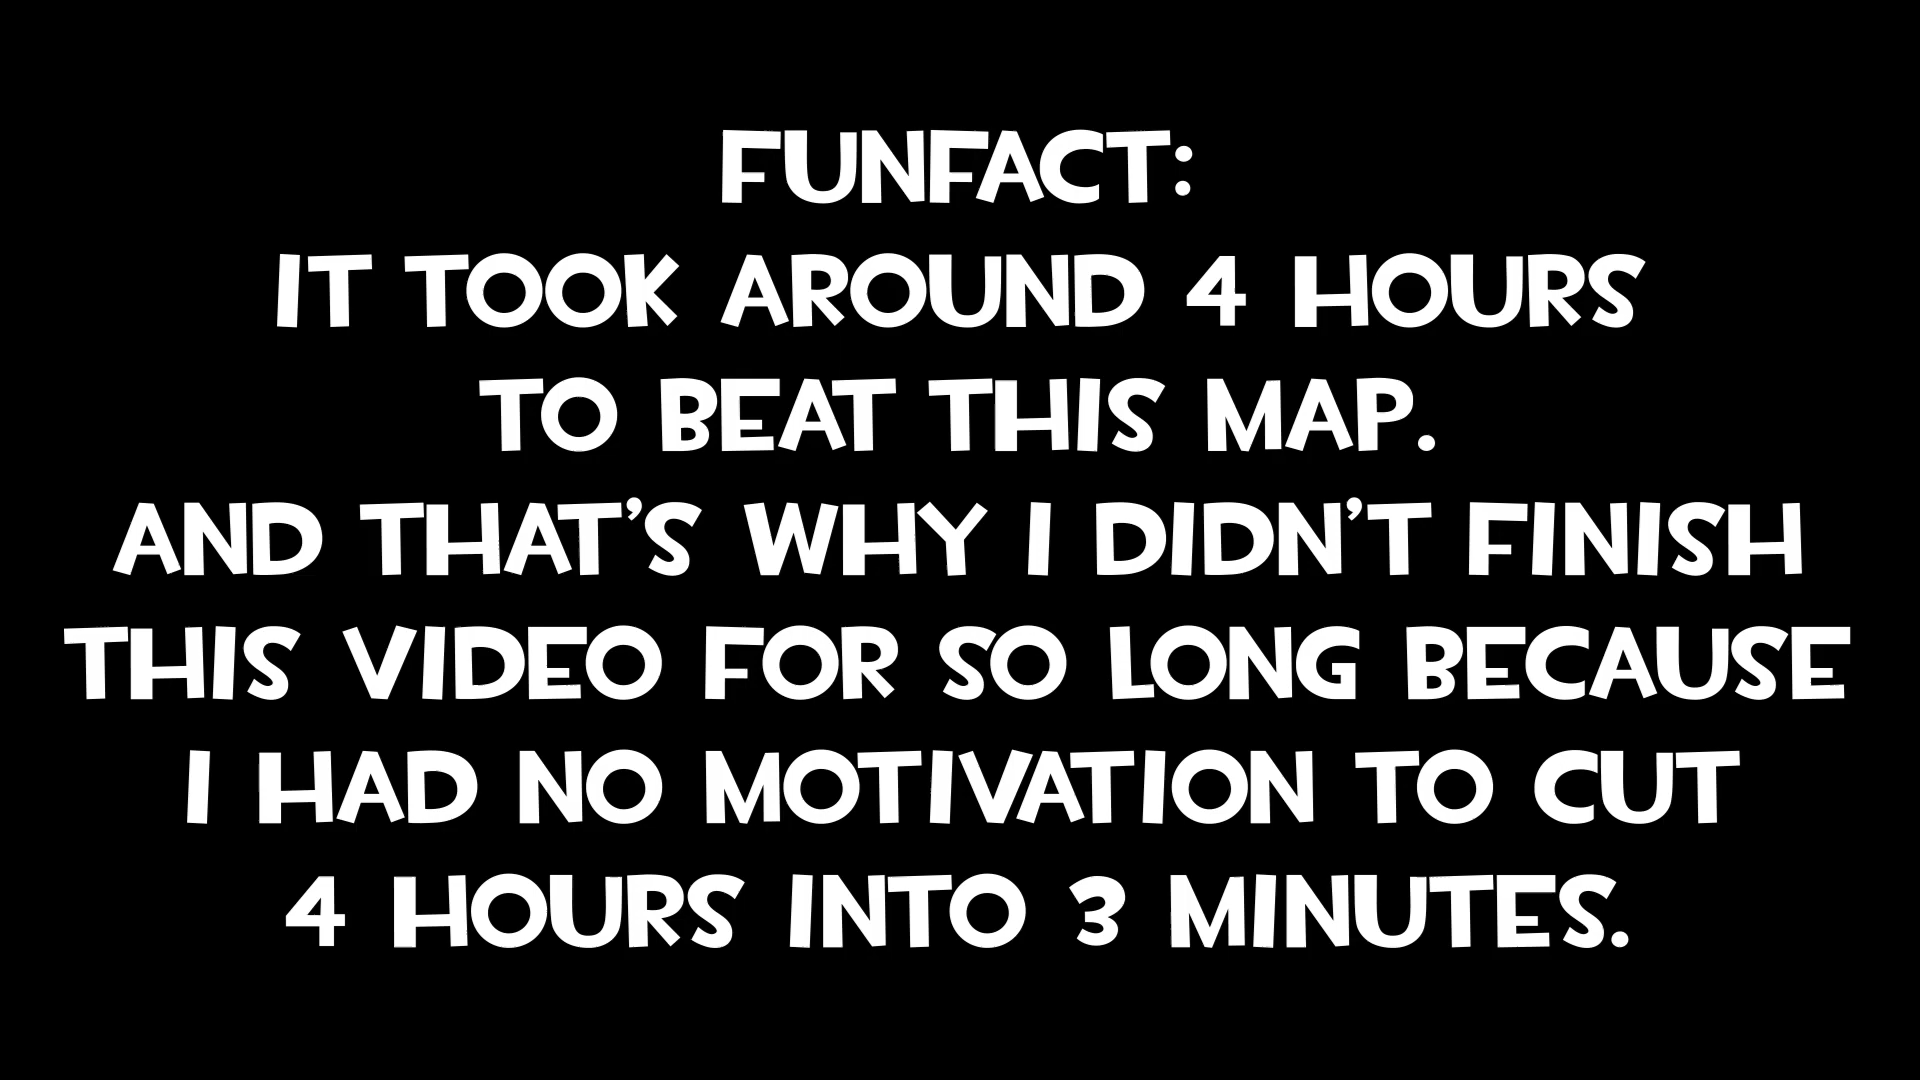 FUNFACT:
IT TOOK AROUND 4 HOURS
TO BEAT THIS MAP.
AND THAT'S WHY I DIDN'T FINISH
THIS VIDEO FOR SO LONG BECAUSE
I HAD NO MOTIVATION TO CUT
4 HOURS INTO 3 MINUTES.